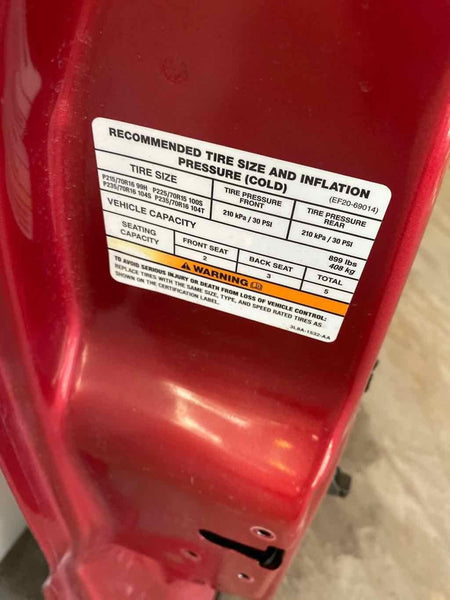 RECOMMENDED TIRE SIZE AND INFLATION
PRESSURE (COLD)
(EF20-69014)
TIRE SIZE
P215/70R16 99H P225/70R15 100S
P235/70R16 104S P235/70R16 104T
TIRE PRESSURE
FRONT
210 kPa / 30 PSI
TIRE PRESSURE
REAR
210 kPa / 30 PSI
VEHICLE CAPACITY
899 lbs
408 kg
SEATING
CAPACITY
FRONT SEAT
2
BACK SEAT
3
TOTAL
5
WARNING
TO AVOID SERIOUS INJURY OR DEATH FROM LOSS OF VEHICLE CONTROL:
REPLACE TIRES WITH THE SAME SIZE, TYPE, AND SPEED RATED TIRES AS
SHOWN ON THE CERTIFICATION LABEL.
3L8A-1532-AA